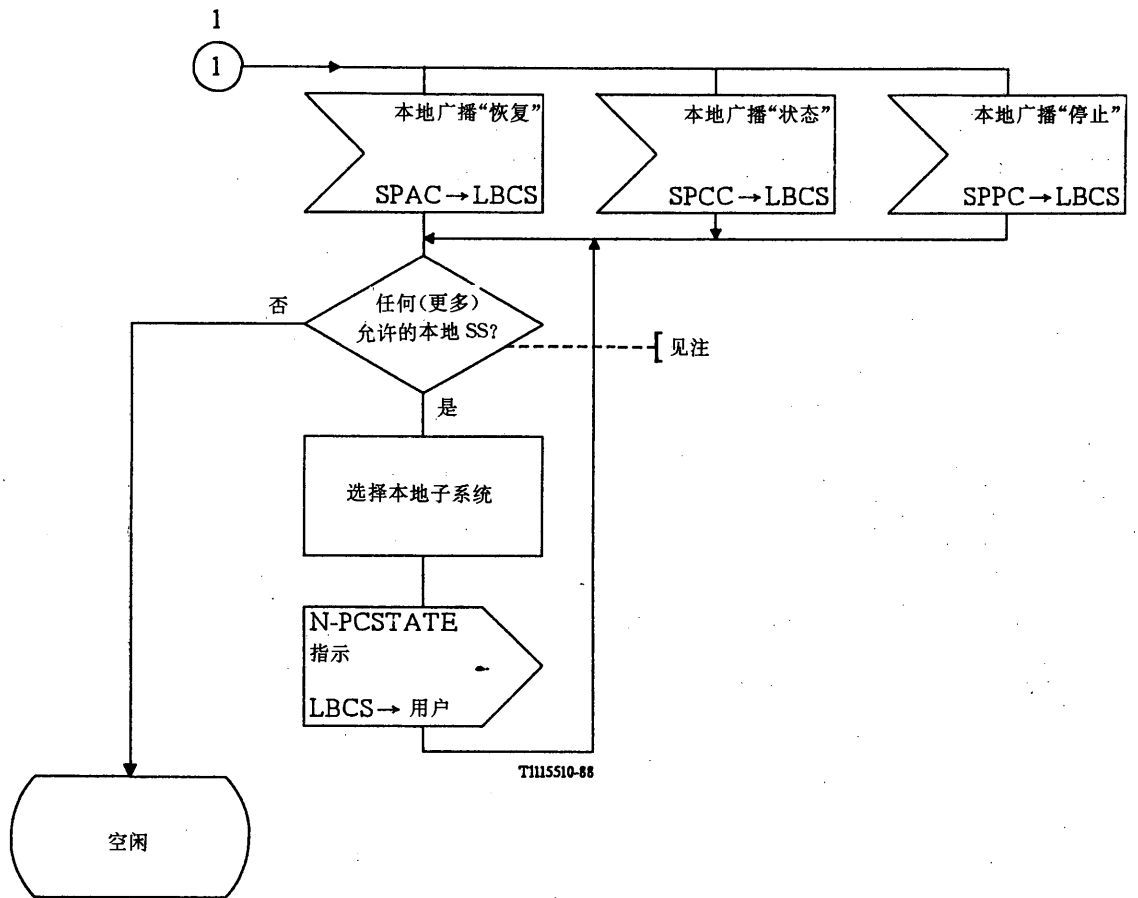 1
1
本地广播“恢复”
SPAC→LBCS
本地广播“状态”
SPCC→LBCS
本地广播“停止”
SPPC→LBCS
否
任何(更多)
允许的本地 SS?
见注
是
选择本地子系统
N-PCSTATE
指示
LBCS→用户
T1115510-88
空闲